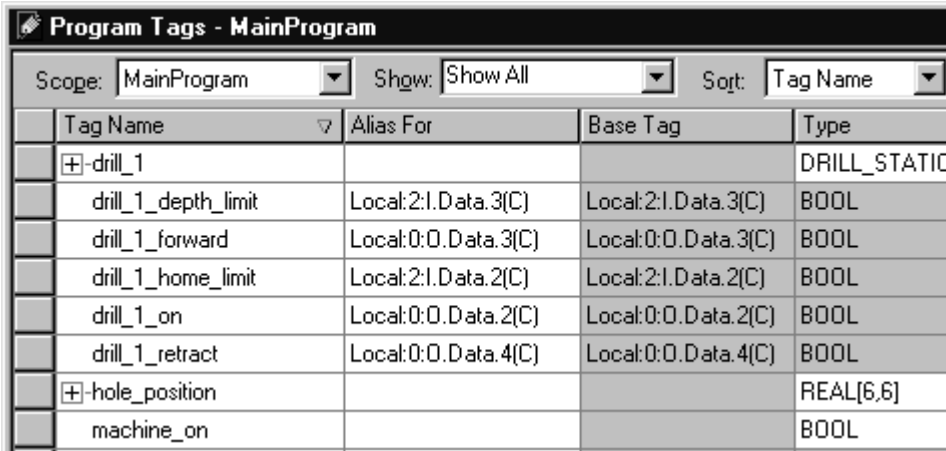 Program Tags - MainProgram
Scope: MainProgram Show: Show All Sort: Tag Name
Tag Name Alias For Base Tag Type
drill_1 DRILL_STATIO
drill_1_depth_limit Local:2:I.Data.3(C) Local:2:I.Data.3(C) BOOL
drill_1_forward Local:0:O.Data.3(C) Local:0:O.Data.3(C) BOOL
drill_1_home_limit Local:2:I.Data.2(C) Local:2:I.Data.2(C) BOOL
drill_1_on Local:0:O.Data.2(C) Local:0:O.Data.2(C) BOOL
drill_1_retract Local:0:O.Data.4(C) Local:0:O.Data.4(C) BOOL
hole_position REAL[6,6]
machine_on BOOL